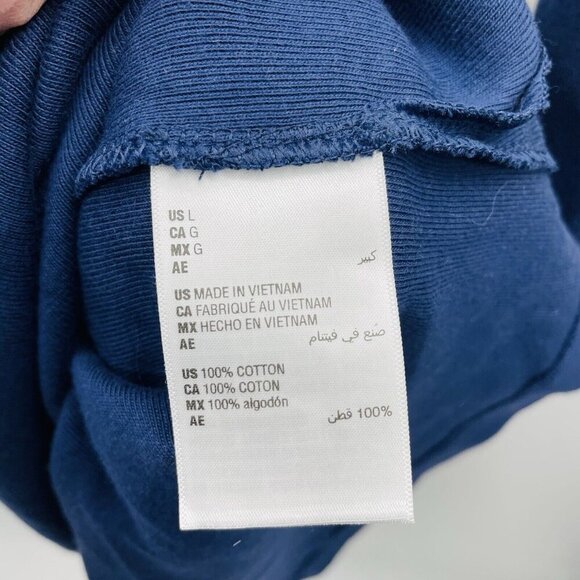 US L
CA G
MX G
AE كبير
US MADE IN VIETNAM
CA FABRIQUÉ AU VIETNAM
MX HECHO EN VIETNAM
AE صنع في فيتنام
US 100% COTTON
CA 100% COTON
MX 100% algodón
AE 100% قطن